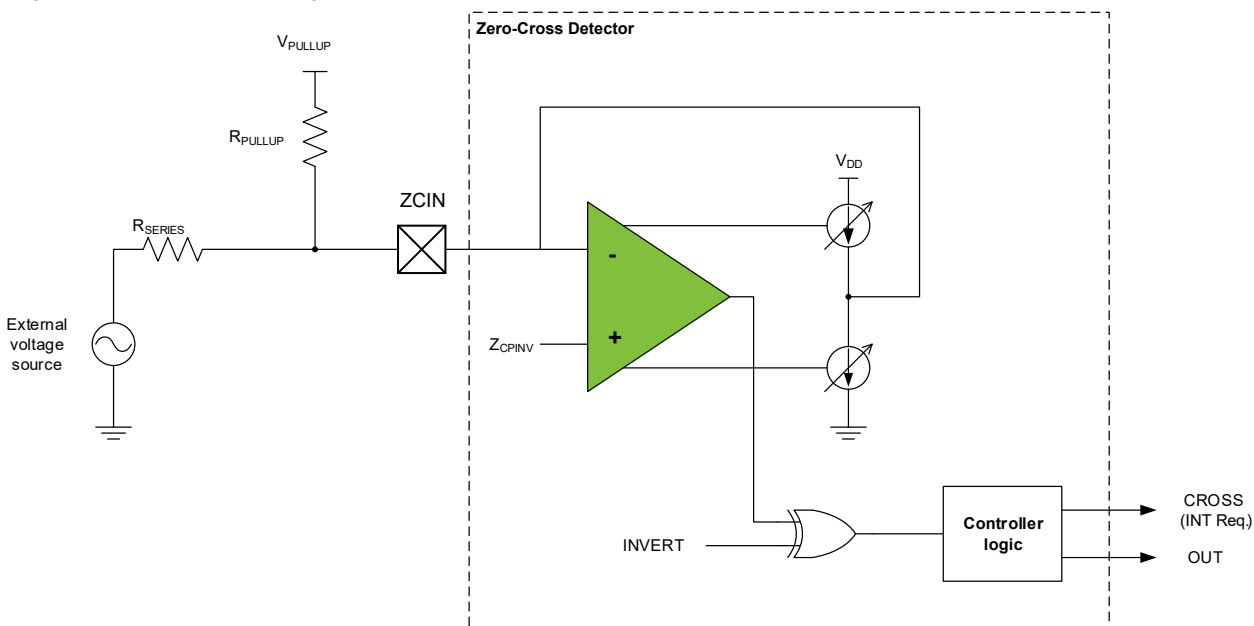 Zero-Cross Detector
VPULLUP
RPULLUP
ZCIN
VDD
RSERIES
-
+
ZCPINV
External
voltage
source
INVERT
Controller
logic
CROSS
(INT Req.)
OUT